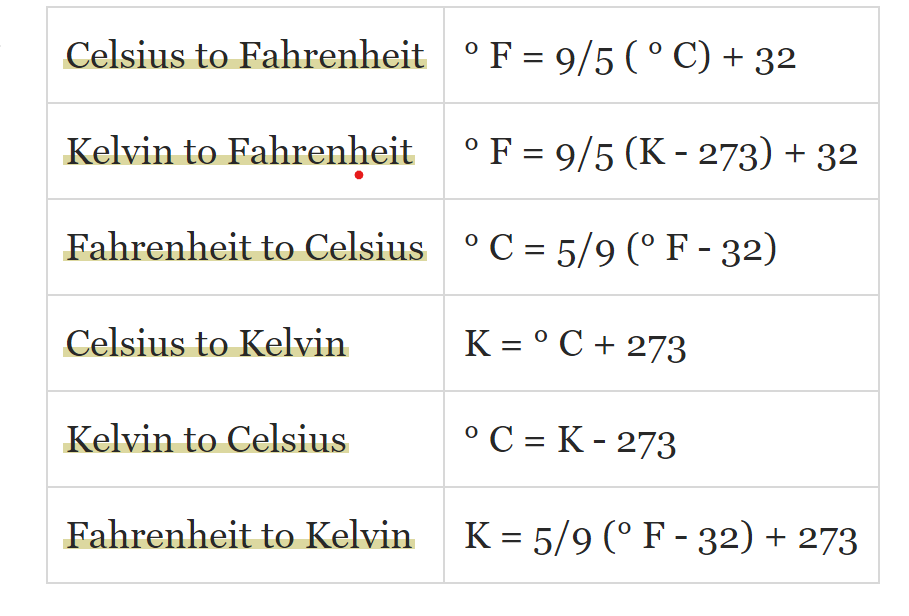 Celsius to Fahrenheit ° F = 9/5 ( ° C) + 32
Kelvin to Fahrenheit ° F = 9/5 (K - 273) + 32
Fahrenheit to Celsius ° C = 5/9 (° F - 32)
Celsius to Kelvin K = ° C + 273
Kelvin to Celsius ° C = K - 273
Fahrenheit to Kelvin K = 5/9 (° F - 32) + 273